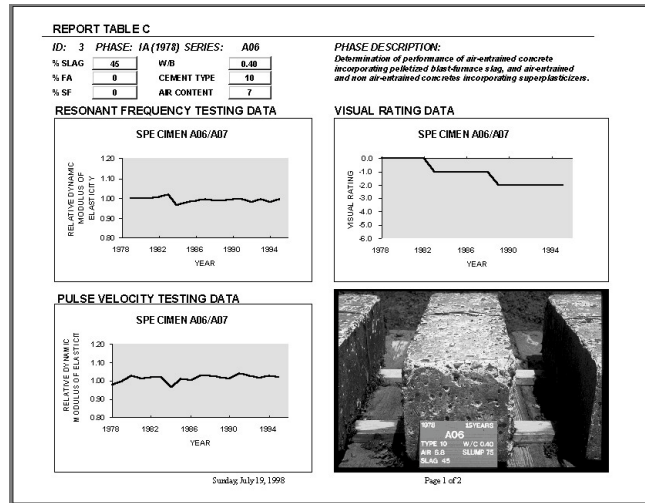 REPORT TABLE C
ID: 3 PHASE: IA (1978) SERIES: A06
% SLAG 45 W/B 0.40
% FA 0 CEMENT TYPE 10
% SF 0 AIR CONTENT 7
PHASE DESCRIPTION:
Determination of performance of air-entrained concrete
incorporating pelletized blast-furnace slag, and air-entrained
and non air-entrained concretes incorporating superplasticizers.
RESONANT FREQUENCY TESTING DATA
SPECIMEN A06/A07
RELATIVE DYNAMIC
MODULUS OF
ELASTICITY
1.20
1.10
1.00
0.90
0.80
1978 1982 1986 1990 1994
YEAR
VISUAL RATING DATA
SPECIMEN A06/A07
VISUAL RATING
0.0
-1.0
-2.0
-3.0
-4.0
-5.0
-6.0
1978 1982 1986 1989 1994
YEAR
PULSE VELOCITY TESTING DATA
SPECIMEN A06/A07
RELATIVE DYNAMIC
MODULUS OF ELASTICIT
1.20
1.10
1.00
0.90
0.80
1978 1982 1986 1990 1994
YEAR
1978 15YEARS
A06
TYPE 10 W/C 0.40
AIR 5.8 SLUMP 75
SLAG 45
Sunday, July 19, 1998
Page 1 of 2